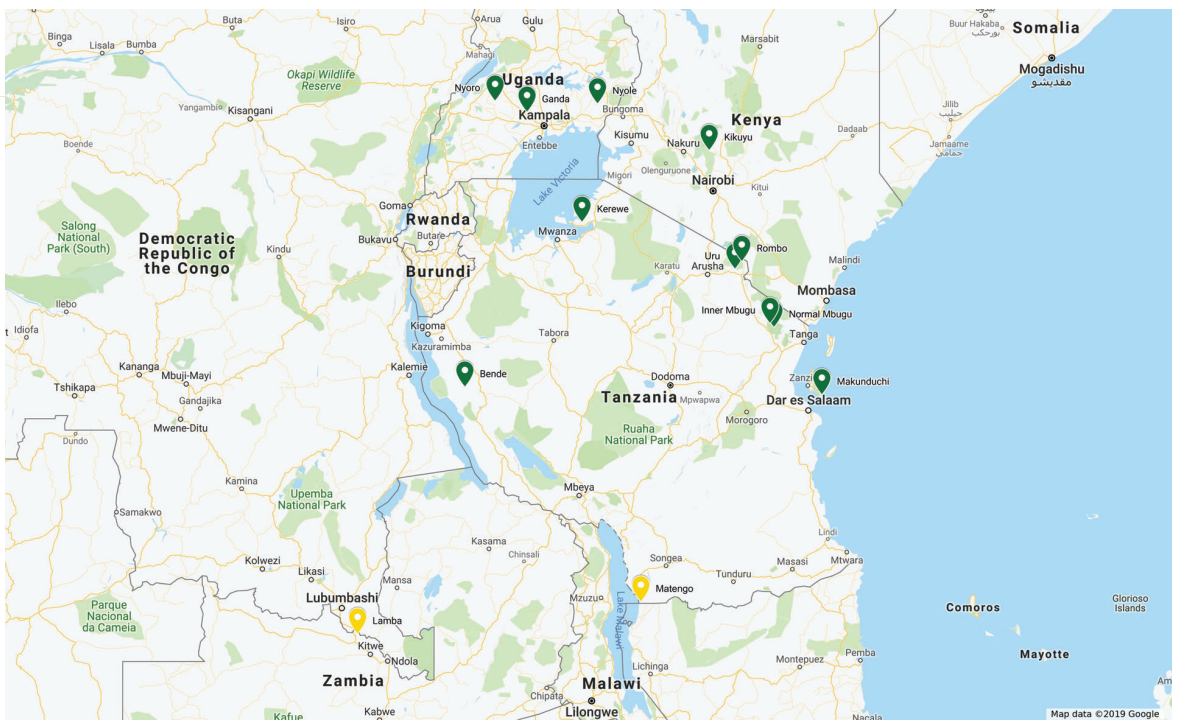 Buta
Isiro
Arua
Gulu
Binga
Lisala
Bumba
Mahagi
Marsabit
Buur Hakaba
بورحكب
Somalia
Mogadishu
مقديشو
Okapi Wildlife
Reserve
Nyoro
Uganda
Ganda
Nyole
Kampala
Bungoma
Entebbe
Kisumu
Kenya
Kikuyu
Nakuru
Dadaab
Jilib
جيليب
Jamaame
جمامي
Yangambi
Kisangani
Boende
Lake Victoria
Migori
Olenguruone
Nairobi
Kitui
Goma
Rwanda
Butare
Bukavu
Kerewe
Mwanza
Salong
National
Park (South)
Democratic
Republic of
the Congo
Kindu
Burundi
Karatu
Uru
Arusha
Rombo
Malindi
Mombasa
Ilebo
t Idiofa
Kigoma
Kazuramimba
Tabora
Inner Mbugu
Normal Mbugu
Tanga
Kananga
Mbuji-Mayi
Tshikapa
Gandajika
Mwene-Ditu
Kalemie
Bende
Dodoma
Mpwapwa
Tanzania
Zanzi
Makunduchi
Dar es Salaam
Morogoro
Ruaha
National Park
Dundo
Kamina
Upemba
National Park
Samakwo
Mbeya
Kasama
Chinsali
Lindi
Mtwara
Masasi
Songea
Tunduru
Kolwezi
Likasi
Mansa
Lubumbashi
Lamba
Mzuzu
Matengo
Lake Malawi
Parque
Nacional
da Cameia
Comoros
Glorioso
Islands
Kitwe
Ndola
Zambia
Lichinga
Montepuez
Pemba
Mayotte
Malawi
Chipata
Lilongwe
Kafue
Kabwe
Nacala
Am
Map data ©2019 Google